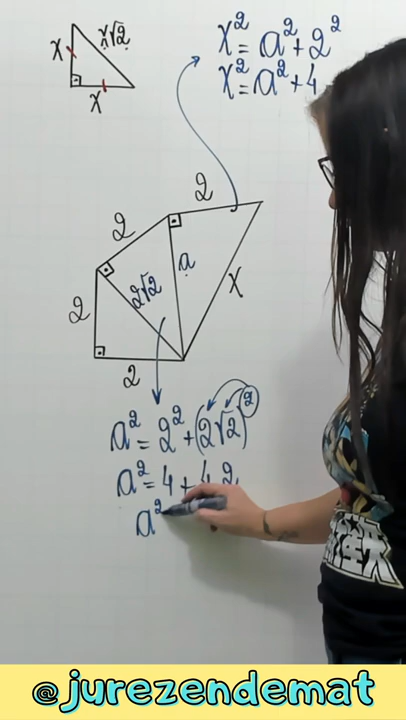 x x√2
x
x² = a² + 2²
x² = a² + 4
2
2
a
2√2
x
2
2
a² = 2² + (2√2)²
a² = 4 + 4.2
a²
@jurezendemat